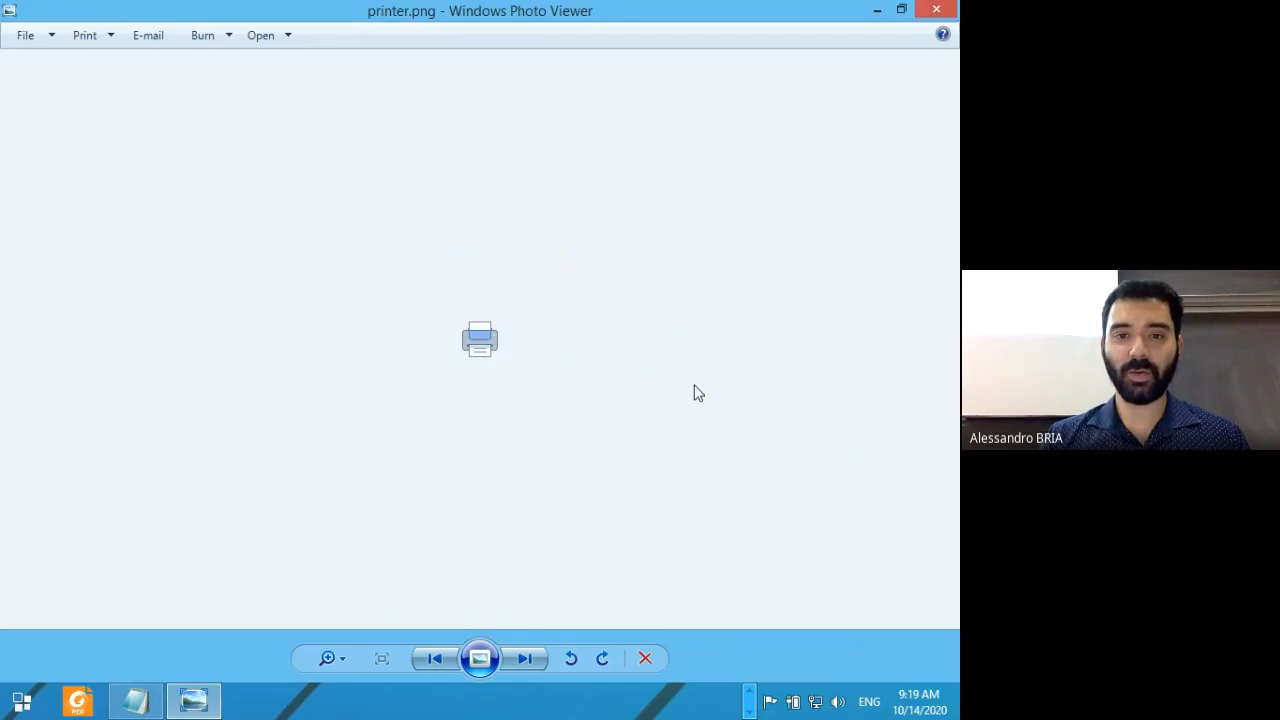 printer.png - Windows Photo Viewer
File Print E-mail Burn Open
?
Alessandro BRIA
G
PDF
ENG
9:19 AM
10/14/2020